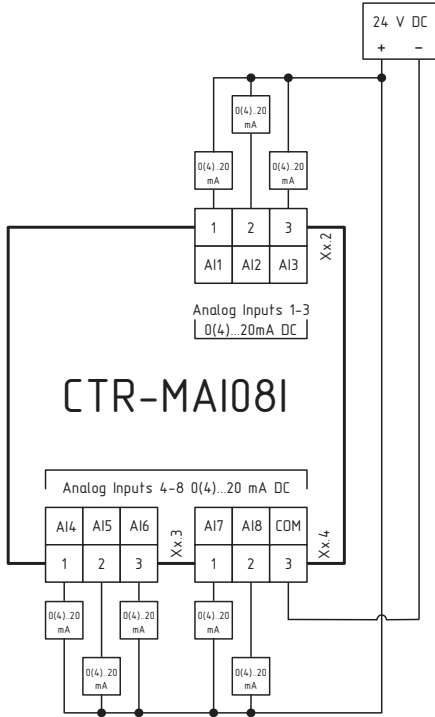 24 V DC
+ −
0(4)..20
mA
0(4)..20
mA
0(4)..20
mA
1 2 3
Xx.2
AI1 AI2 AI3
Analog Inputs 1-3
0(4)...20mA DC
CTR-MAI08I
Analog Inputs 4-8 0(4)...20 mA DC
AI4 AI5 AI6 Xx.3 AI7 AI8 COM Xx.4
1 2 3 1 2 3
0(4)..20
mA
0(4)..20
mA
0(4)..20
mA
0(4)..20
mA
0(4)..20
mA